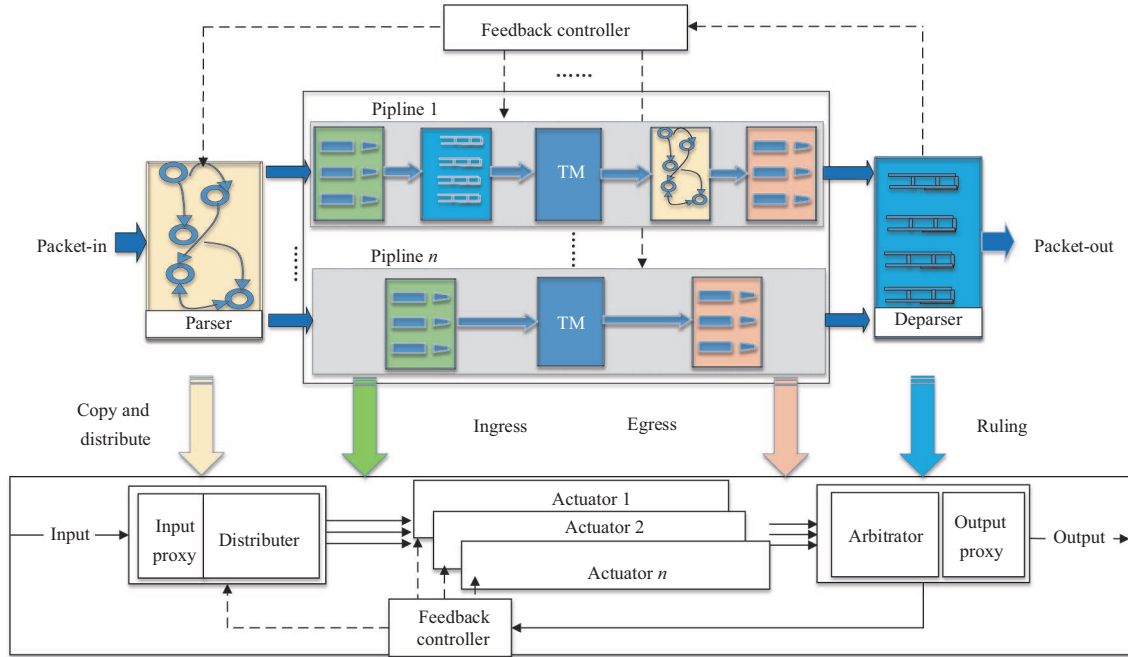 Feedback controller
......
Pipline 1
TM
Packet-in
Packet-out
Parser
Pipline n
TM
Deparser
Copy and
distribute
Ingress
Egress
Ruling
Input
Input
proxy
Distributer
Actuator 1
Actuator 2
Actuator n
Arbitrator
Output
proxy
Output
Feedback
controller